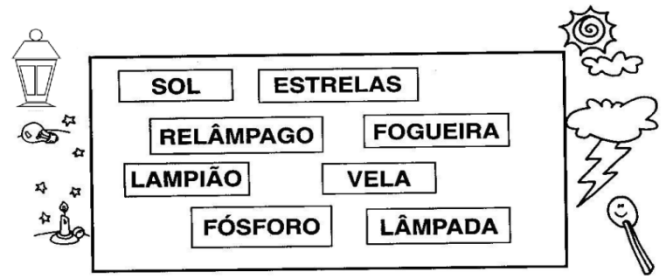 SOL ESTRELAS
RELÂMPAGO FOGUEIRA
LAMPIÃO VELA
FÓSFORO LÂMPADA